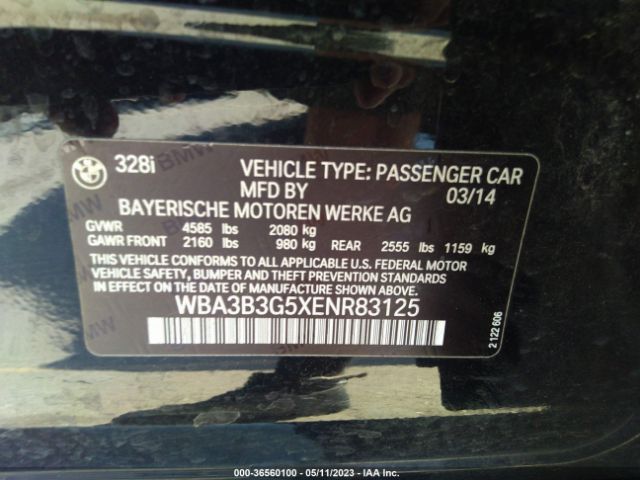 328i VEHICLE TYPE: PASSENGER CAR
MFD BY 03/14
BAYERISCHE MOTOREN WERKE AG
GVWR 4585 lbs 2080 kg
GAWR FRONT 2160 lbs 980 kg REAR 2555 lbs 1159 kg
THIS VEHICLE CONFORMS TO ALL APPLICABLE U.S. FEDERAL MOTOR
VEHICLE SAFETY, BUMPER AND THEFT PREVENTION STANDARDS
IN EFFECT ON THE DATE OF MANUFACTURE SHOWN ABOVE.
WBA3B3G5XENR83125
2 122 606
000-36560100 - 05/11/2023 - IAA Inc.